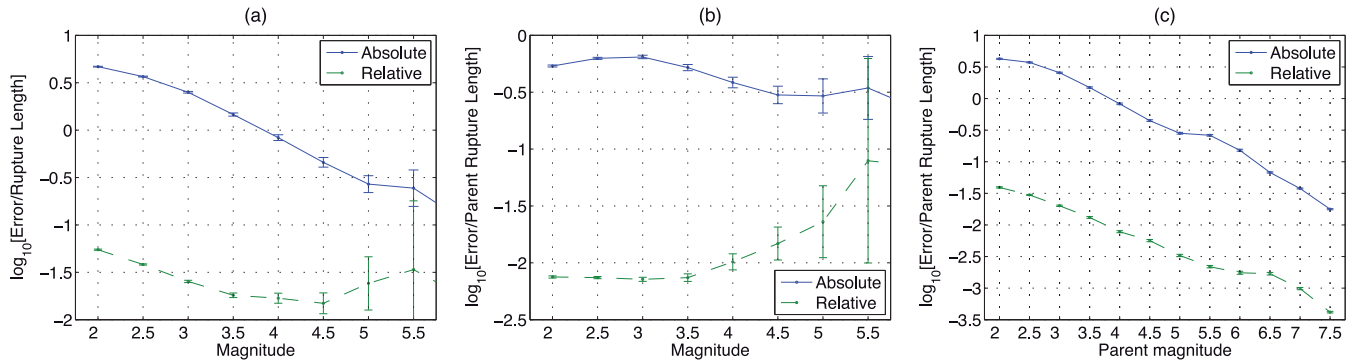 (a)
log10[Error/Rupture Length]
1
0.5
0
−0.5
−1
−1.5
−2
2 2.5 3 3.5 4 4.5 5 5.5
Magnitude
Absolute
Relative
(b)
log10[Error/Parent Rupture Length]
0
−0.5
−1
−1.5
−2
−2.5
2 2.5 3 3.5 4 4.5 5 5.5
Magnitude
Absolute
Relative
(c)
log10[Error/Parent Rupture Length]
1
0.5
0
−0.5
−1
−1.5
−2
−2.5
−3
−3.5
2 2.5 3 3.5 4 4.5 5 5.5 6 6.5 7 7.5
Parent magnitude
Absolute
Relative